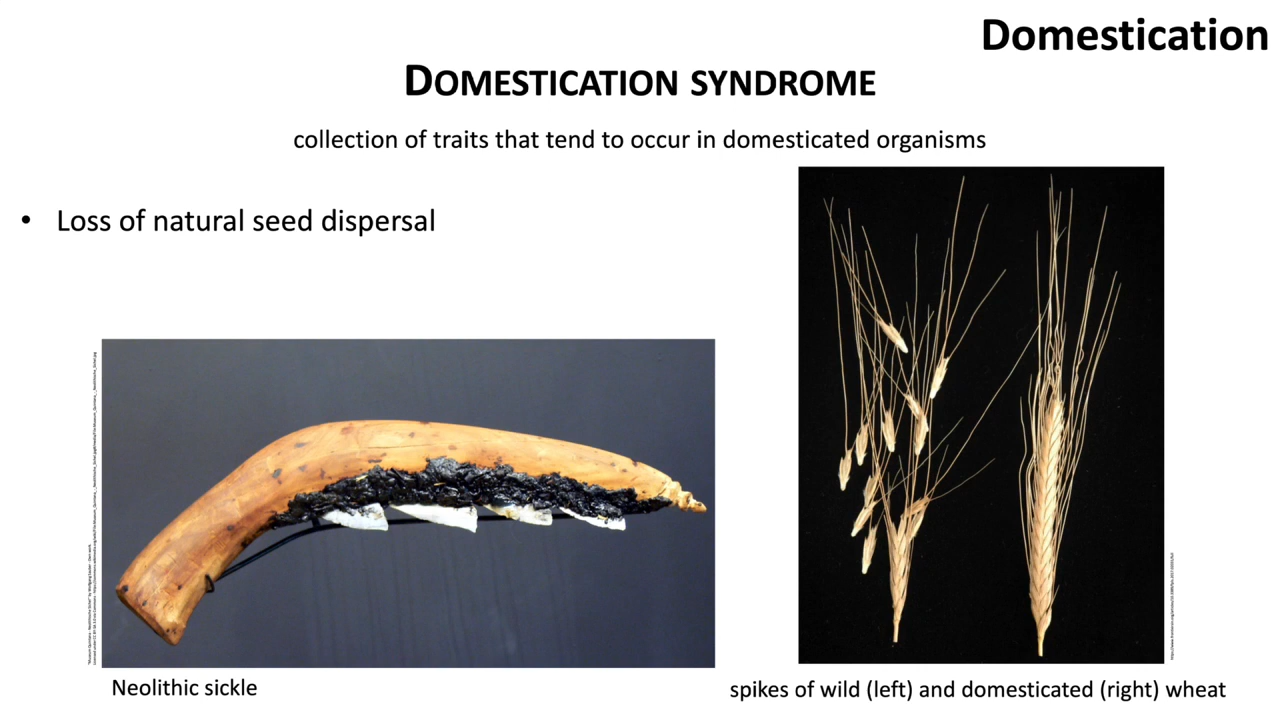 Domestication
DOMESTICATION SYNDROME
collection of traits that tend to occur in domesticated organisms
• Loss of natural seed dispersal
Neolithic sickle
spikes of wild (left) and domesticated (right) wheat